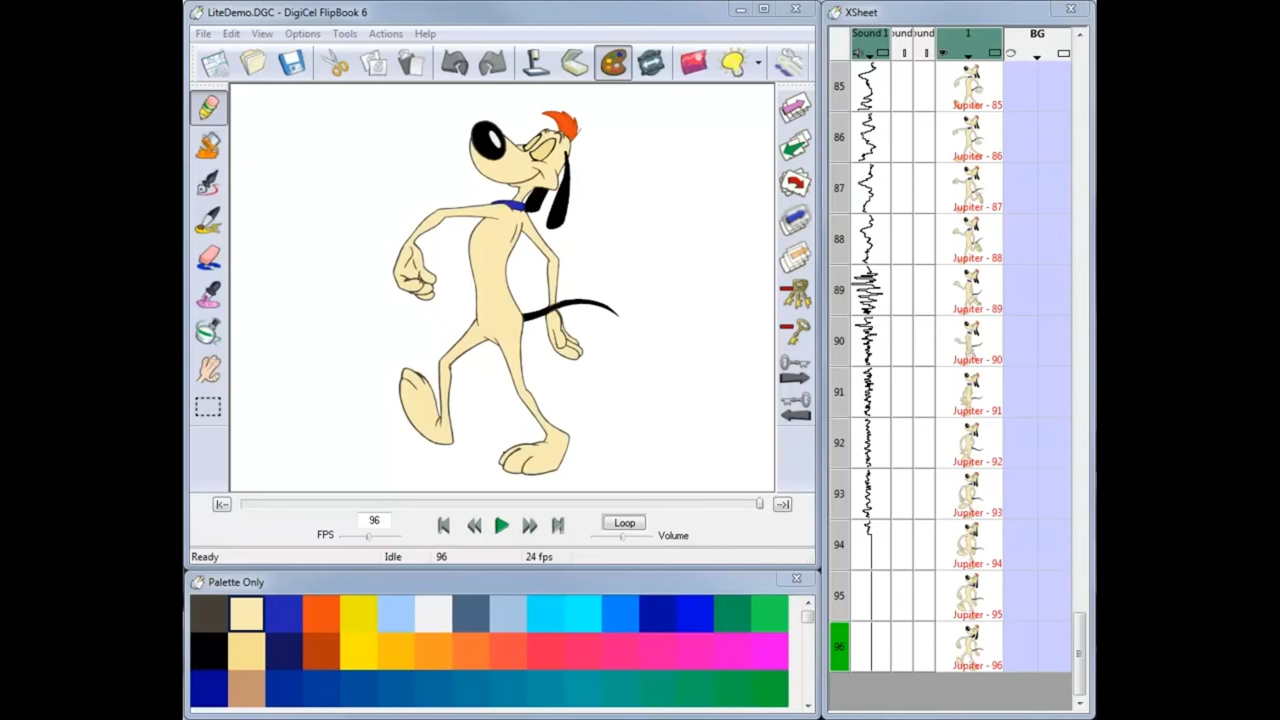 LiteDemo.DGC - DigiCel FlipBook 6
File Edit View Options Tools Actions Help
96
FPS
Loop
Volume
Ready Idle 96 24 fps
Palette Only
XSheet
Sound 1 ound ound 1 BG
85 Jupiter - 85
86 Jupiter - 86
87 Jupiter - 87
88 Jupiter - 88
89 Jupiter - 89
90 Jupiter - 90
91 Jupiter - 91
92 Jupiter - 92
93 Jupiter - 93
94 Jupiter - 94
95 Jupiter - 95
96 Jupiter - 96